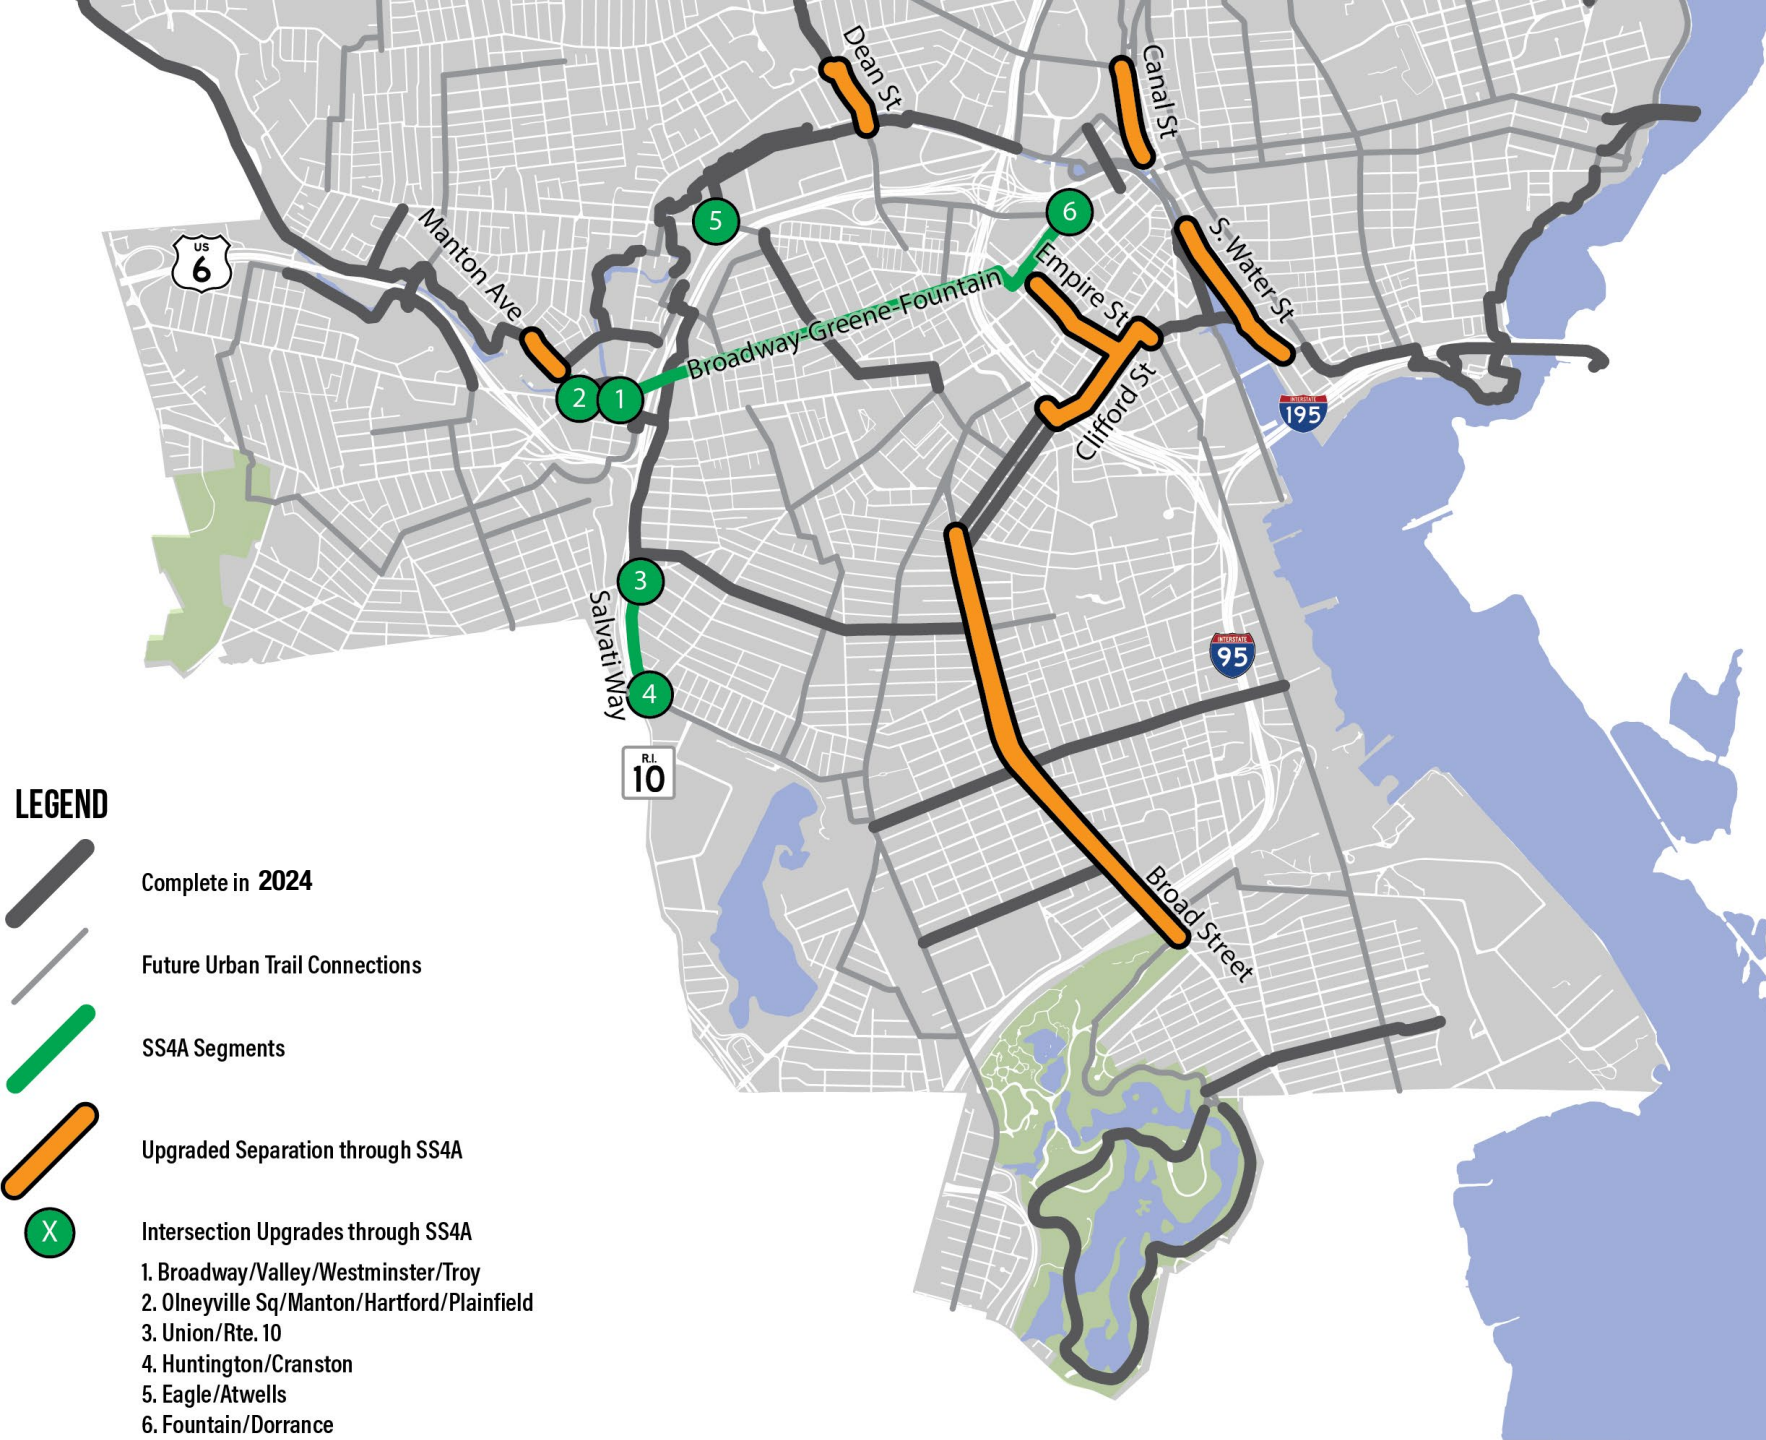 Dean St
Canal St
6
5
US
6
Manton Ave
S. Water St
Empire St
Broadway-Greene-Fountain
2
1
Clifford St
INTERSTATE
195
3
Salvati Way
INTERSTATE
95
4
R.I.
10
Broad Street
LEGEND
Complete in 2024
Future Urban Trail Connections
SS4A Segments
Upgraded Separation through SS4A
X
Intersection Upgrades through SS4A
1. Broadway/Valley/Westminster/Troy
2. Olneyville Sq/Manton/Hartford/Plainfield
3. Union/Rte. 10
4. Huntington/Cranston
5. Eagle/Atwells
6. Fountain/Dorrance